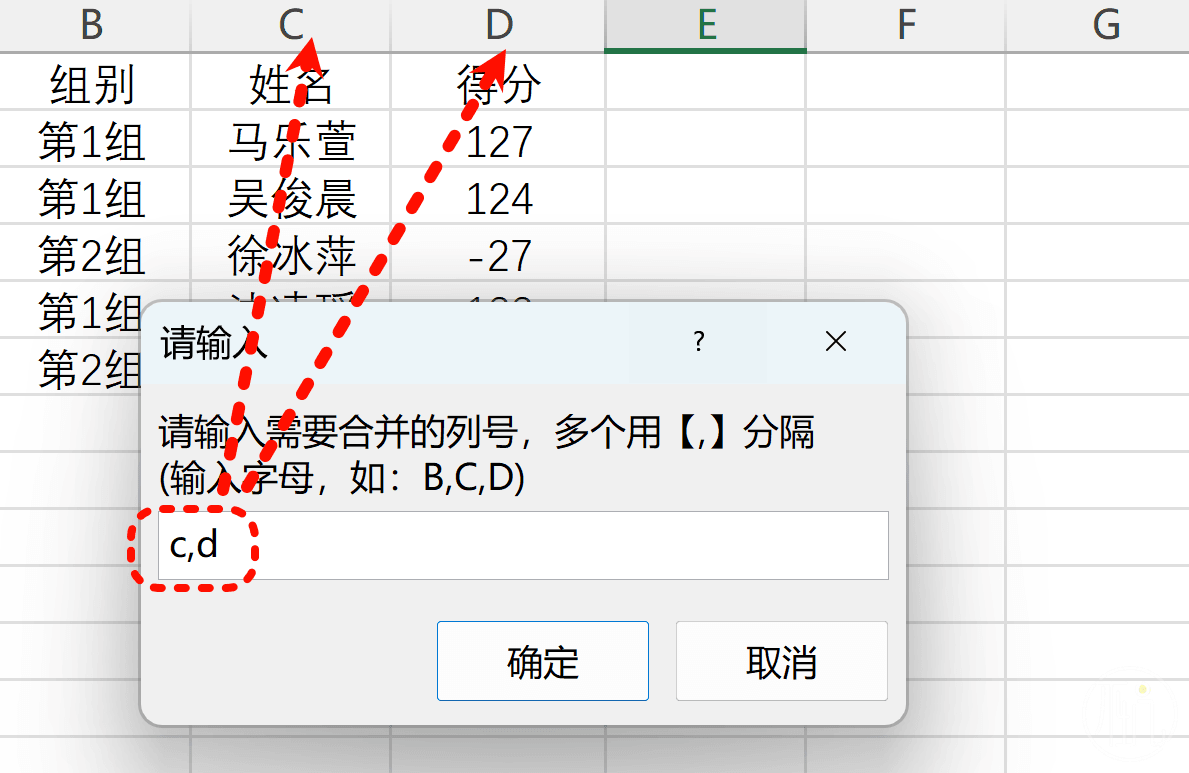 B C D E F G
组别 姓名 得分
第1组 马乐萱 127
第1组 吴俊晨 124
第2组 徐冰萍 -27
第1组
第2组
请输入 ? ×
请输入需要合并的列号，多个用【,】分隔
(输入字母，如：B,C,D)
c,d
确定 取消